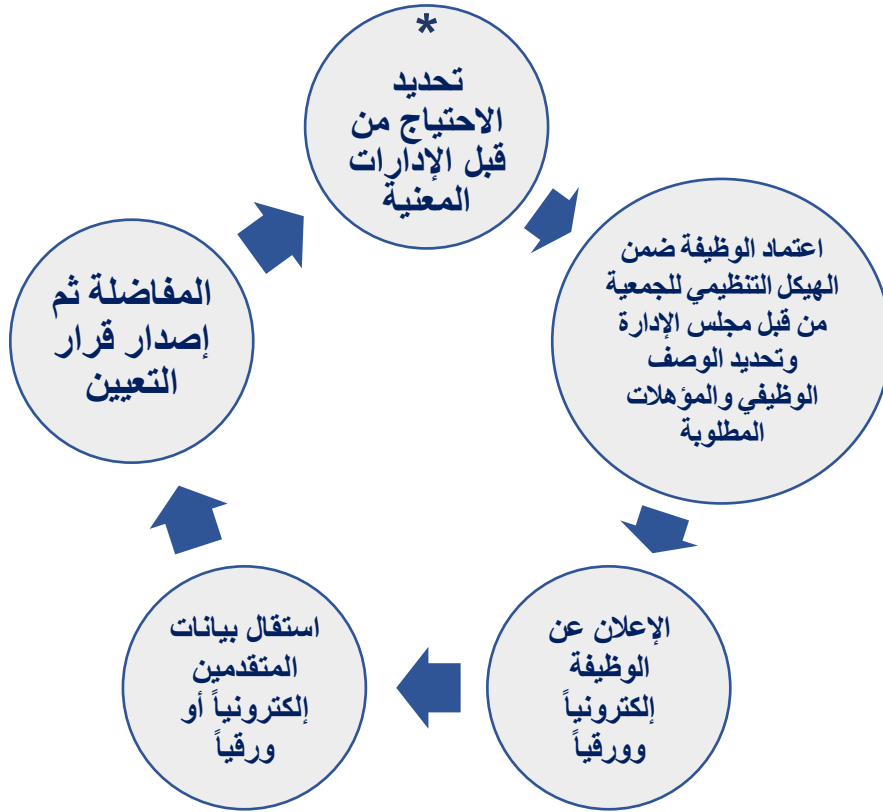 *
تحديد
الاحتياج من
قبل الإدارات
المعنية
اعتماد الوظيفة ضمن
الهيكل التنظيمي للجمعية
من قبل مجلس الإدارة
وتحديد الوصف
الوظيفي والمؤهلات
المطلوبة
الإعلان عن
الوظيفة
إلكترونياً
وورقياً
استقال بيانات
المتقدمين
إلكترونياً أو
ورقياً
المفاضلة ثم
إصدار قرار
التعيين